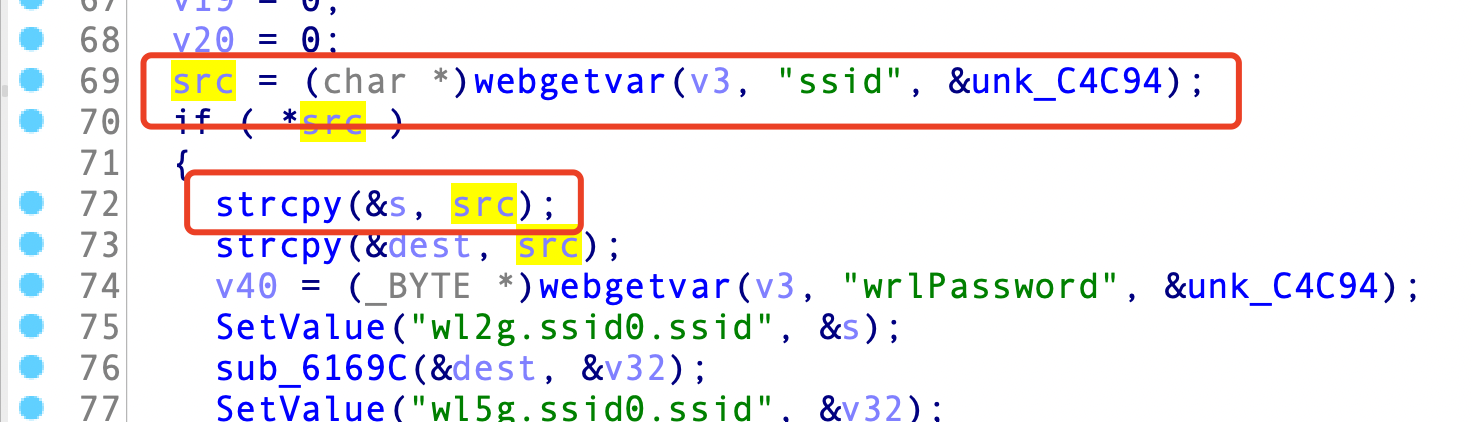 67 v19 = 0;
68 v20 = 0;
69 src = (char *)webgetvar(v3, "ssid", &unk_C4C94);
70 if ( *src )
71 {
72 strcpy(&s, src);
73 strcpy(&dest, src);
74 v40 = (_BYTE *)webgetvar(v3, "wrlPassword", &unk_C4C94);
75 SetValue("wl2g.ssid0.ssid", &s);
76 sub_6169C(&dest, &v32);
77 SetValue("wl5g.ssid0.ssid", &v32);